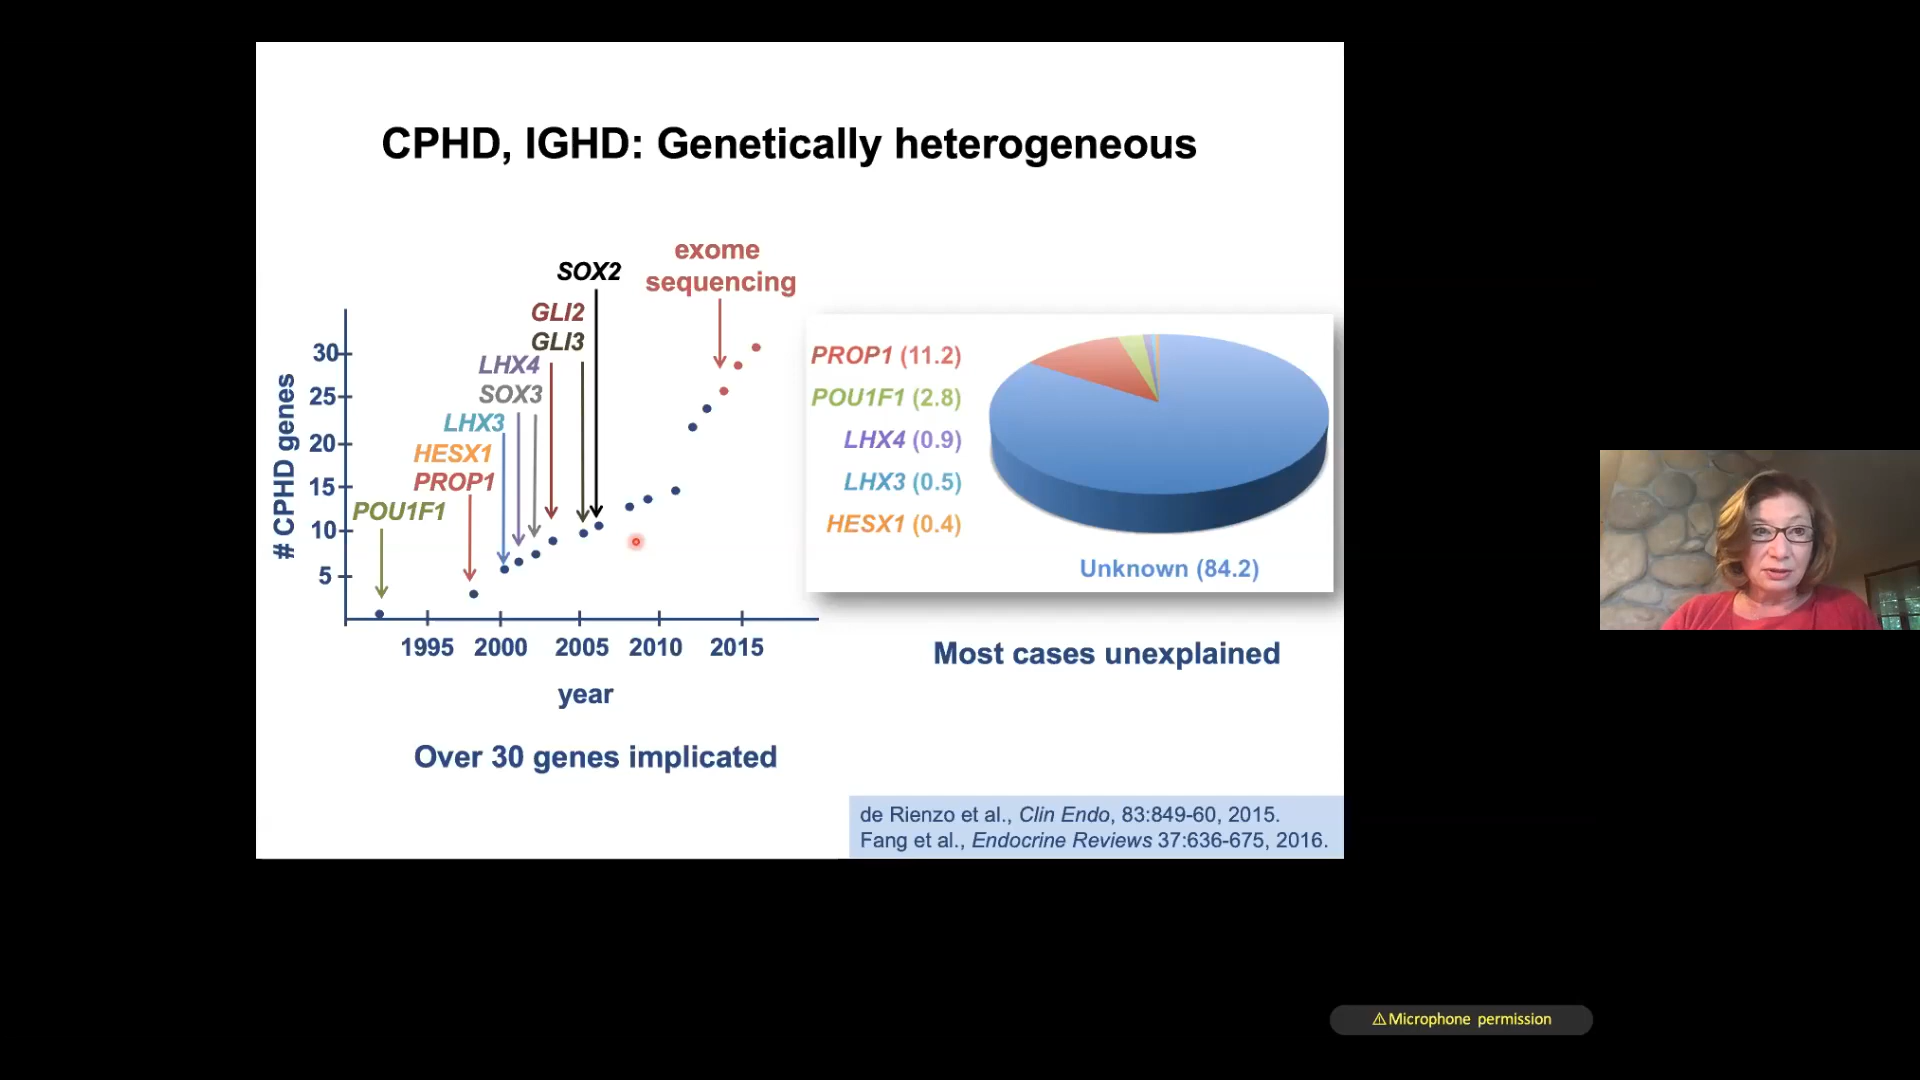 CPHD, IGHD: Genetically heterogeneous
exome
sequencing
SOX2
GLI2
GLI3
LHX4
SOX3
LHX3
HESX1
PROP1
POU1F1
# CPHD genes
30
25
20
15
10
5
1995 2000 2005 2010 2015
year
Over 30 genes implicated
PROP1 (11.2)
POU1F1 (2.8)
LHX4 (0.9)
LHX3 (0.5)
HESX1 (0.4)
Unknown (84.2)
Most cases unexplained
de Rienzo et al., Clin Endo, 83:849-60, 2015.
Fang et al., Endocrine Reviews 37:636-675, 2016.
⚠Microphone permission